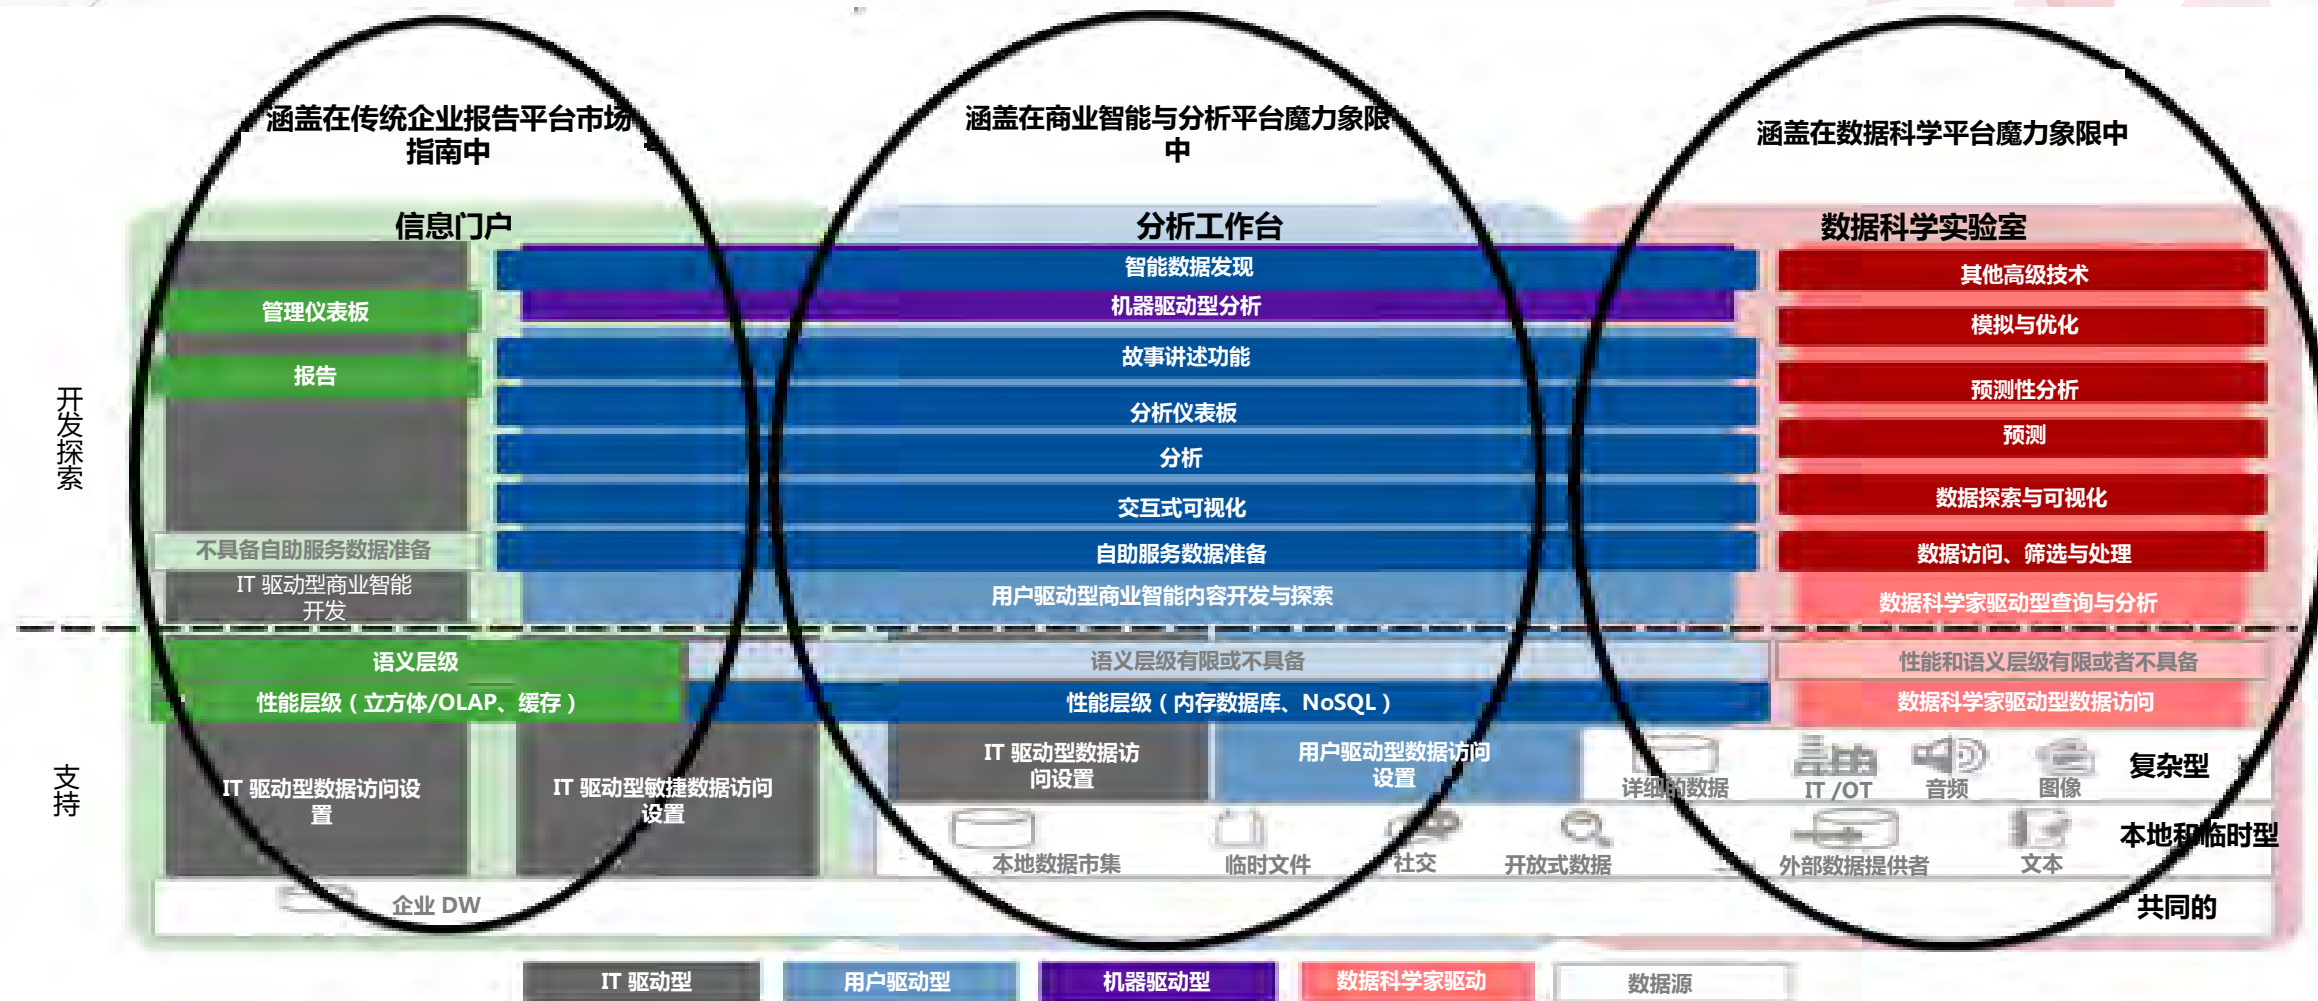 涵盖在传统企业报告平台市场
指南中
涵盖在商业智能与分析平台魔力象限
中
涵盖在数据科学平台魔力象限中
信息门户
分析工作台
数据科学实验室
开发探索
管理仪表板
报告
不具备自助服务数据准备
IT 驱动型商业智能
开发
智能数据发现
机器驱动型分析
故事讲述功能
分析仪表板
分析
交互式可视化
自助服务数据准备
用户驱动型商业智能内容开发与探索
其他高级技术
模拟与优化
预测性分析
预测
数据探索与可视化
数据访问、筛选与处理
数据科学家驱动型查询与分析
支持
语义层级
语义层级有限或不具备
性能和语义层级有限或者不具备
性能层级（立方体/OLAP、缓存）
性能层级（内存数据库、NoSQL）
数据科学家驱动型数据访问
IT 驱动型数据访问设
置
IT 驱动型敏捷数据访问
设置
IT 驱动型数据访
问设置
用户驱动型数据访问
设置
详细的数据
IT /OT
音频
图像
复杂型
本地数据市集
临时文件
社交
开放式数据
外部数据提供者
文本
本地和临时型
企业 DW
共同的
IT 驱动型
用户驱动型
机器驱动型
数据科学家驱动
数据源